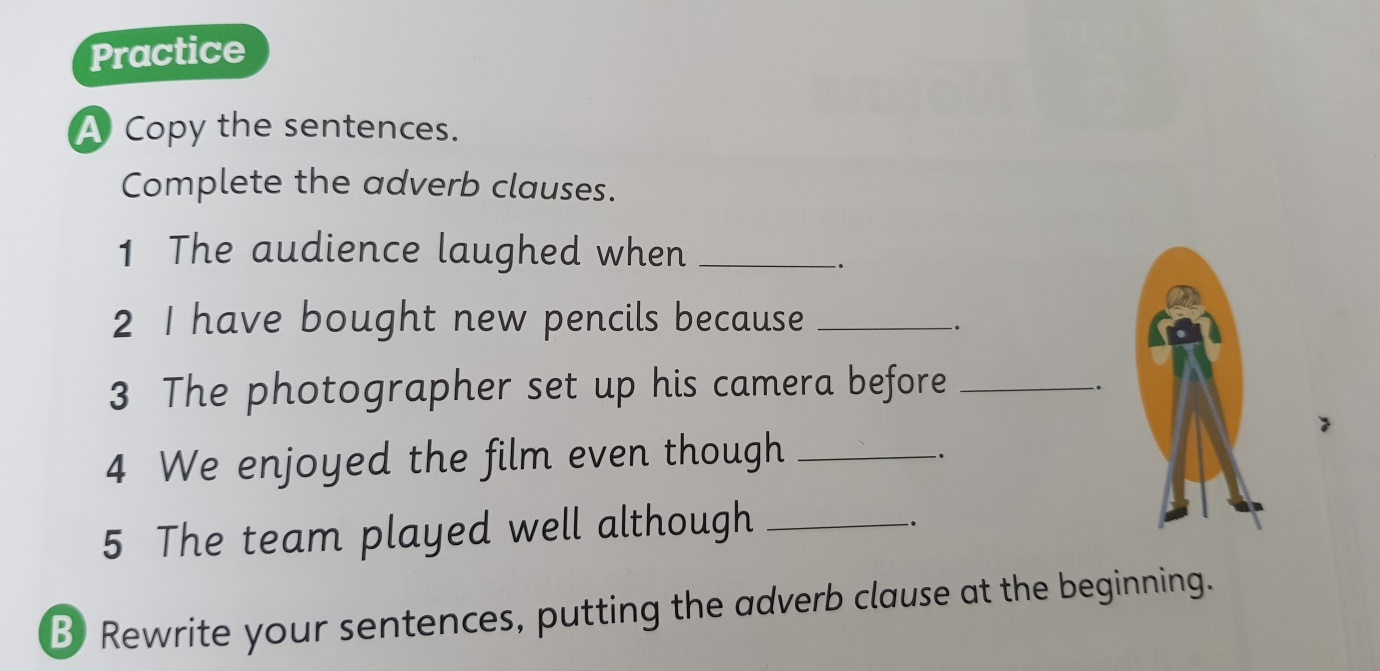 Practice
A Copy the sentences.
Complete the adverb clauses.
1 The audience laughed when ________.
2 I have bought new pencils because ________.
3 The photographer set up his camera before ________.
4 We enjoyed the film even though ________.
5 The team played well although ________.
B Rewrite your sentences, putting the adverb clause at the beginning.